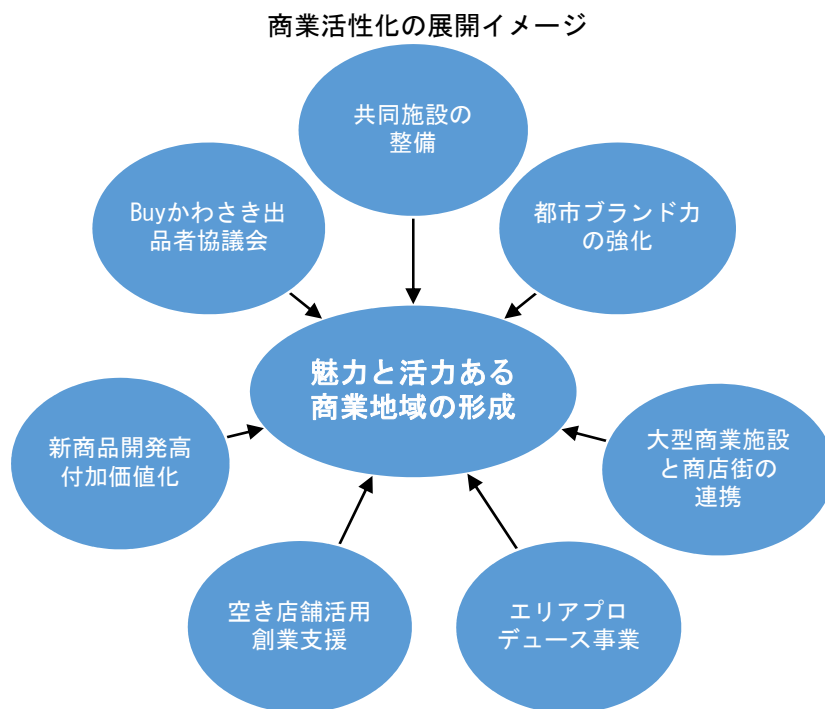 商業活性化の展開イメージ
共同施設の
整備
Buyかわさき出
品者協議会
都市ブランド力
の強化
魅力と活力ある
商業地域の形成
新商品開発高
付加価値化
大型商業施設
と商店街の
連携
空き店舗活用
創業支援
エリアプロ
デュース事業